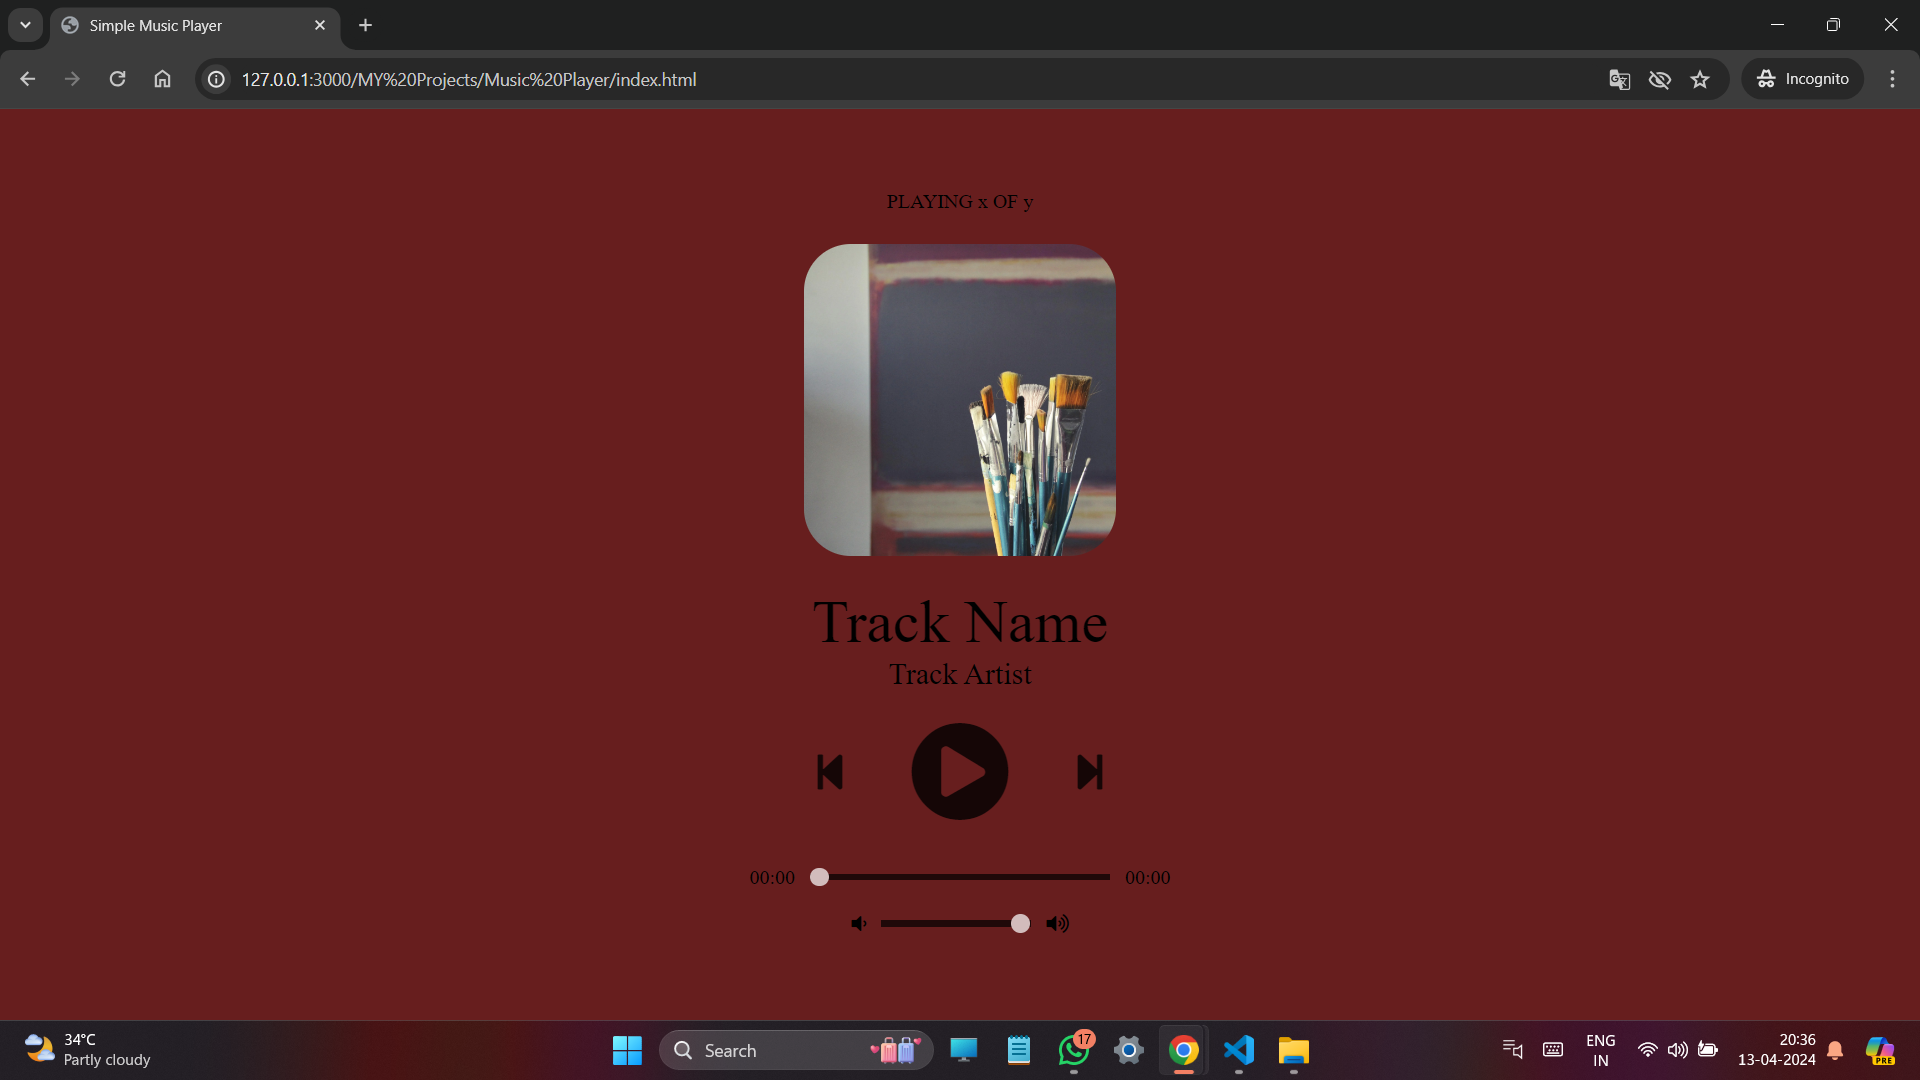 Simple Music Player
127.0.0.1:3000/MY%20Projects/Music%20Player/index.html
Incognito
PLAYING x OF y
Track Name
Track Artist
00:00
00:00
34°C
Partly cloudy
Search
17
ENG
IN
20:36
13-04-2024
PRE